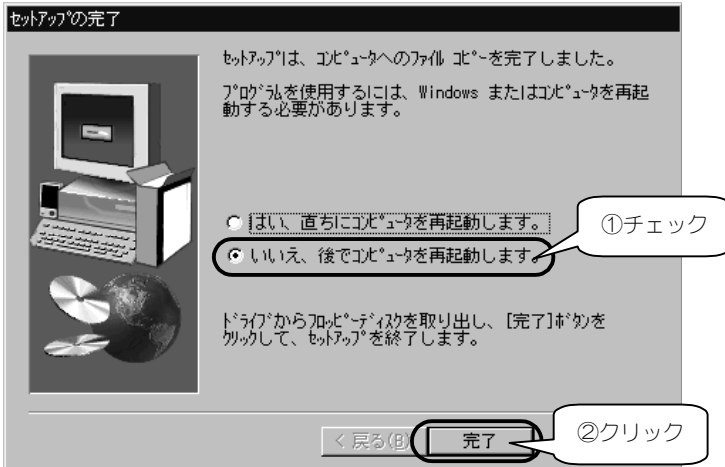 ｾｯﾄｱｯﾌﾟの完了
ｾｯﾄｱｯﾌﾟは、ｺﾝﾋﾟｭｰﾀへのﾌｧｲﾙ ｺﾋﾟｰを完了しました。
ﾌﾟﾛｸﾞﾗﾑを使用するには、Windows またはｺﾝﾋﾟｭｰﾀを再起
動する必要があります。
はい、直ちにｺﾝﾋﾟｭｰﾀを再起動します。
①チェック
いいえ、後でｺﾝﾋﾟｭｰﾀを再起動します。
ﾄﾞﾗｲﾌﾞからﾌﾛｯﾋﾟｰﾃﾞｨｽｸを取り出し、[完了]ﾎﾞﾀﾝを
ｸﾘｯｸして、ｾｯﾄｱｯﾌﾟを終了します。
< 戻る(B)
完了
②クリック